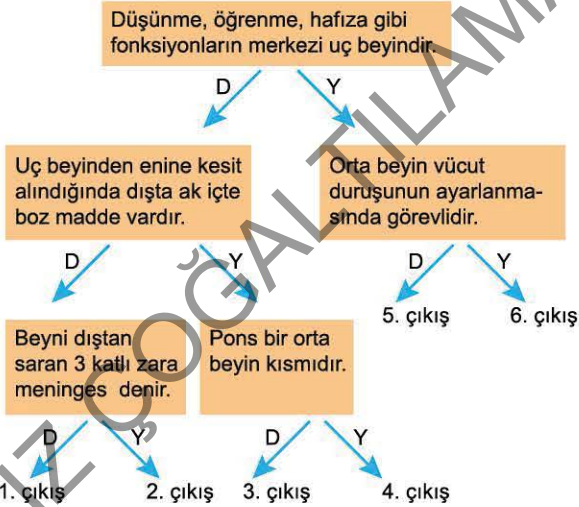 Düşünme, öğrenme, hafıza gibi
fonksiyonların merkezi uç beyindir.
D
Y
Uç beyinden enine kesit
alındığında dışta ak içte
boz madde vardır.
Orta beyin vücut
duruşunun ayarlanma-
sında görevlidir.
D
Y
D
Y
5. çıkış
6. çıkış
Beyni dıştan
saran 3 katlı zara
meninges denir.
Pons bir orta
beyin kısmıdır.
D
Y
D
Y
1. çıkış
2. çıkış
3. çıkış
4. çıkış
ÇOĞALTILAMA